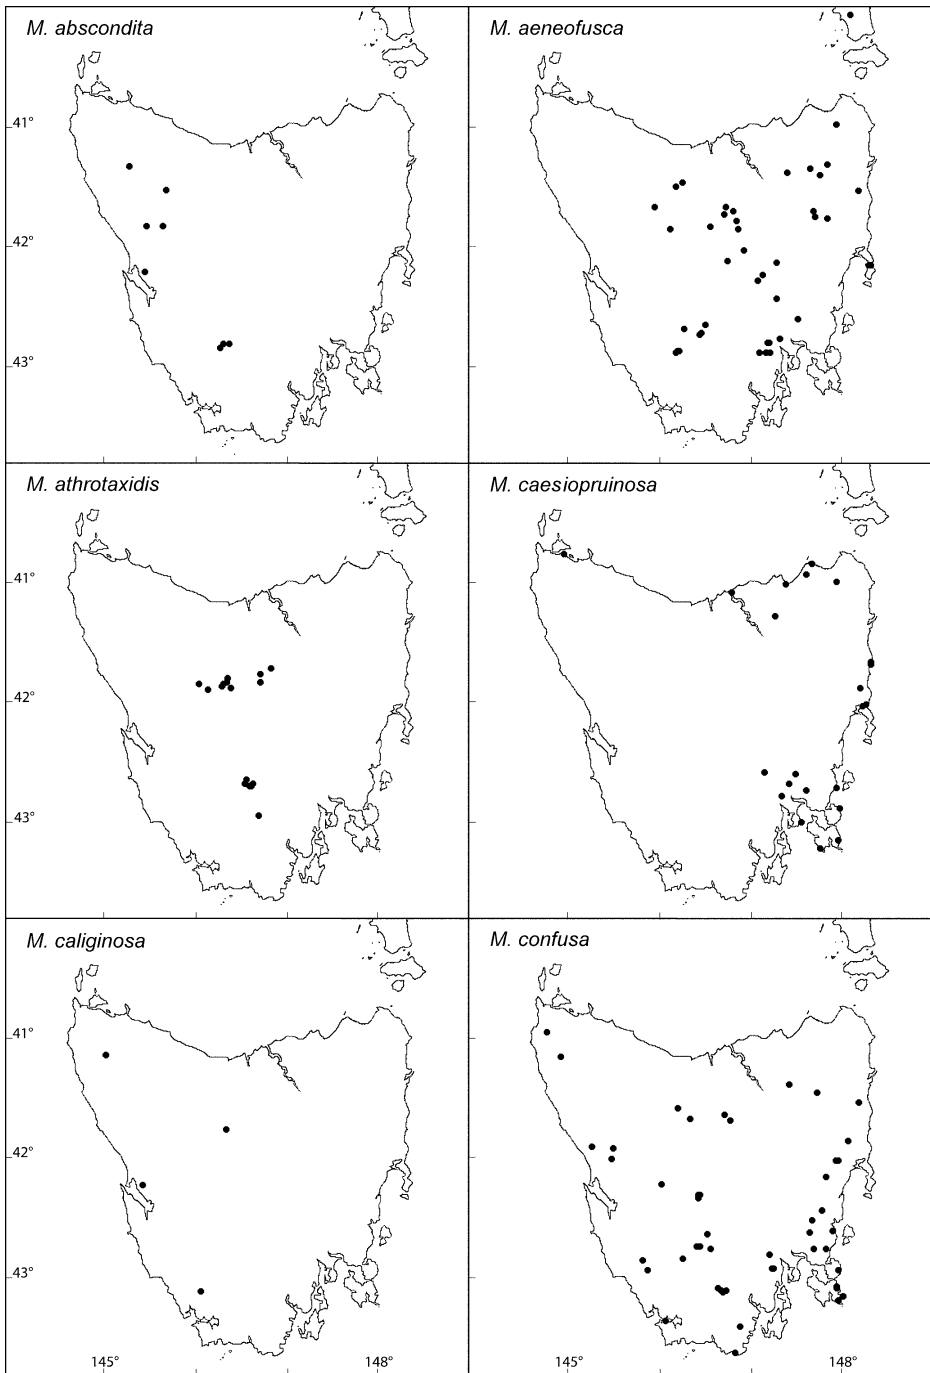 M. abscondita
M. aeneofusca
41°
42°
43°
M. athrotaxidis
M. caesiopruinosa
41°
42°
43°
M. caliginosa
M. confusa
41°
42°
43°
145°
148°
145°
148°